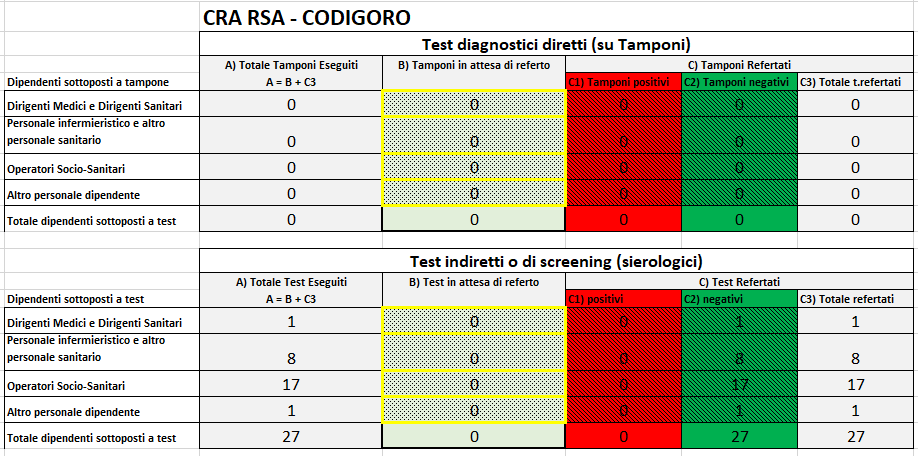 CRA RSA - CODIGORO
Test diagnostici diretti (su Tamponi)
A) Totale Tamponi Eseguiti B) Tamponi in attesa di referto C) Tamponi Refertati
Dipendenti sottoposti a tampone A = B + C3 C1) Tamponi positivi C2) Tamponi negativi C3) Totale t.refertati
Dirigenti Medici e Dirigenti Sanitari 0 0 0 0 0
Personale infermieristico e altro
personale sanitario 0 0 0 0 0
Operatori Socio-Sanitari 0 0 0 0 0
Altro personale dipendente 0 0 0 0 0
Totale dipendenti sottoposti a test 0 0 0 0 0
Test indiretti o di screening (sierologici)
A) Totale Test Eseguiti B) Test in attesa di referto C) Test Refertati
Dipendenti sottoposti a test A = B + C3 C1) positivi C2) negativi C3) Totale refertati
Dirigenti Medici e Dirigenti Sanitari 1 0 0 1 1
Personale infermieristico e altro
personale sanitario 8 0 0 8 8
Operatori Socio-Sanitari 17 0 0 17 17
Altro personale dipendente 1 0 0 1 1
Totale dipendenti sottoposti a test 27 0 0 27 27